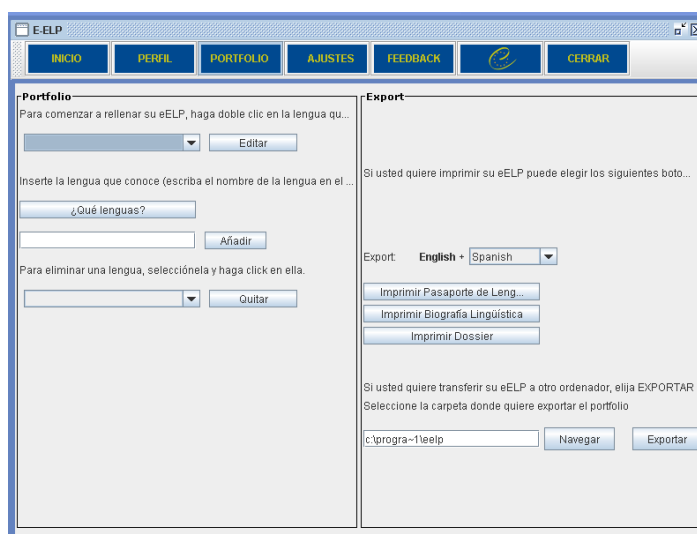 E-ELP
INICIO PERFIL PORTFOLIO AJUSTES FEEDBACK e CERRAR
Portfolio
Para comenzar a rellenar su eELP, haga doble clic en la lengua qu...
Editar
Inserte la lengua que conoce (escriba el nombre de la lengua en el ...
¿Qué lenguas?
Añadir
Para eliminar una lengua, selecciónela y haga click en ella.
Quitar
Export
Si usted quiere imprimir su eELP puede elegir los siguientes boto...
Export: English + Spanish
Imprimir Pasaporte de Leng...
Imprimir Biografía Lingüística
Imprimir Dossier
Si usted quiere transferir su eELP a otro ordenador, elija EXPORTAR
Seleccione la carpeta donde quiere exportar el portfolio
c:\progra~1\eelp Navegar Exportar